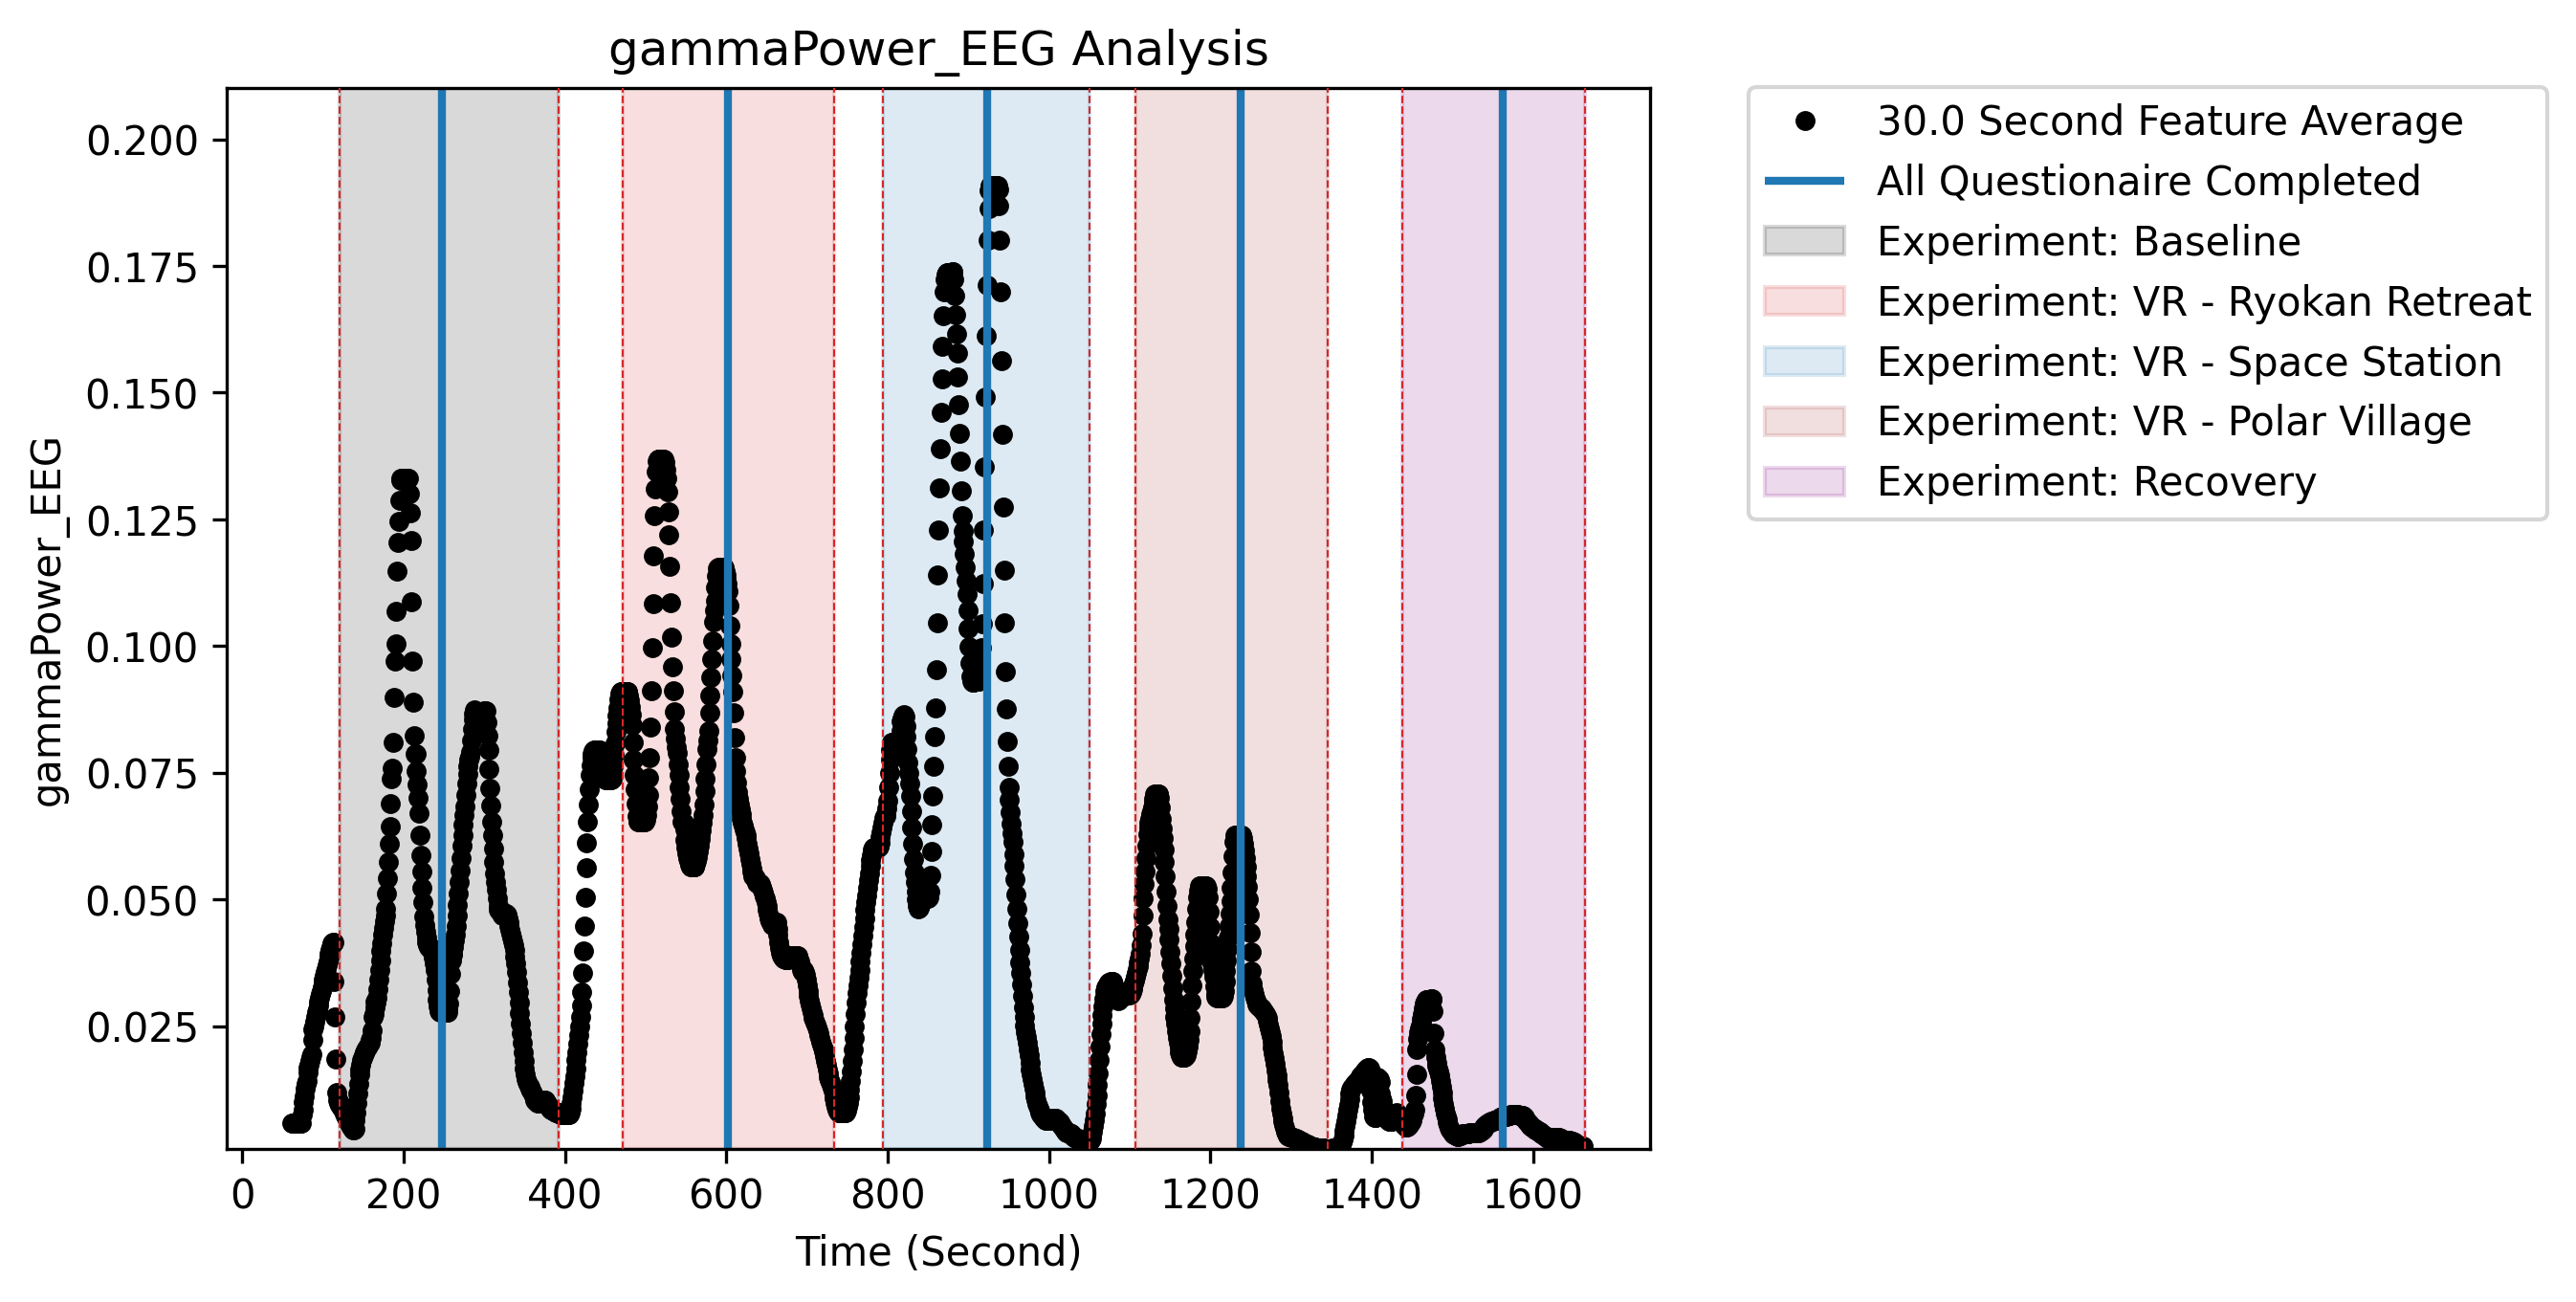 gammaPower_EEG Analysis
gammaPower_EEG
0.200
0.175
0.150
0.125
0.100
0.075
0.050
0.025
0 200 400 600 800 1000 1200 1400 1600
Time (Second)
30.0 Second Feature Average
All Questionaire Completed
Experiment: Baseline
Experiment: VR - Ryokan Retreat
Experiment: VR - Space Station
Experiment: VR - Polar Village
Experiment: Recovery